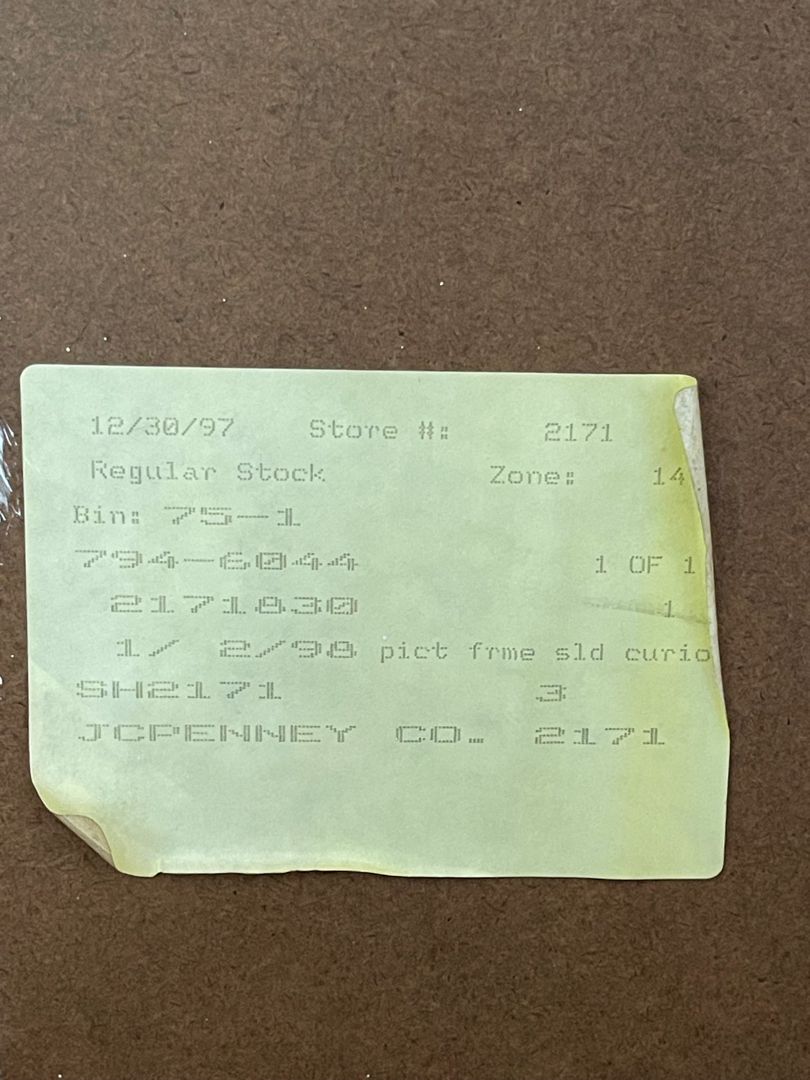 12/30/97 Store #: 2171
Regular Stock Zone: 14
Bin: 75-1
794-6044 1 OF 1
2171830 1
1/ 2/98 pict frme sld curio
SH2171 3
JCPENNEY CO. 2171